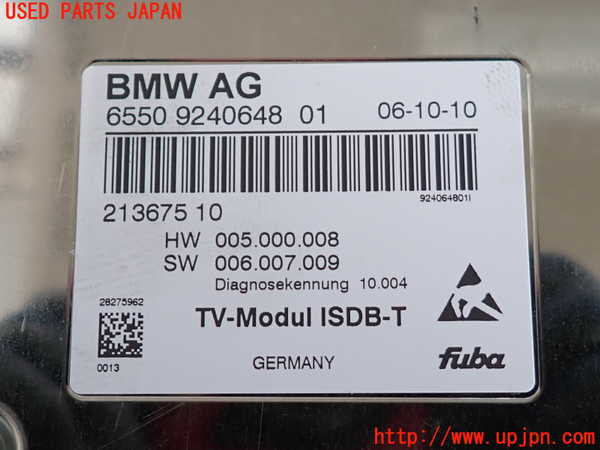 USED PARTS JAPAN
BMW AG
6550 9240648 01 06-10-10
924064801I
213675 10
HW 005.000.008
SW 006.007.009
Diagnosekennung 10.004
28275962
TV-Modul ISDB-T
0013
GERMANY
fuba
http://www.upjpn.com/